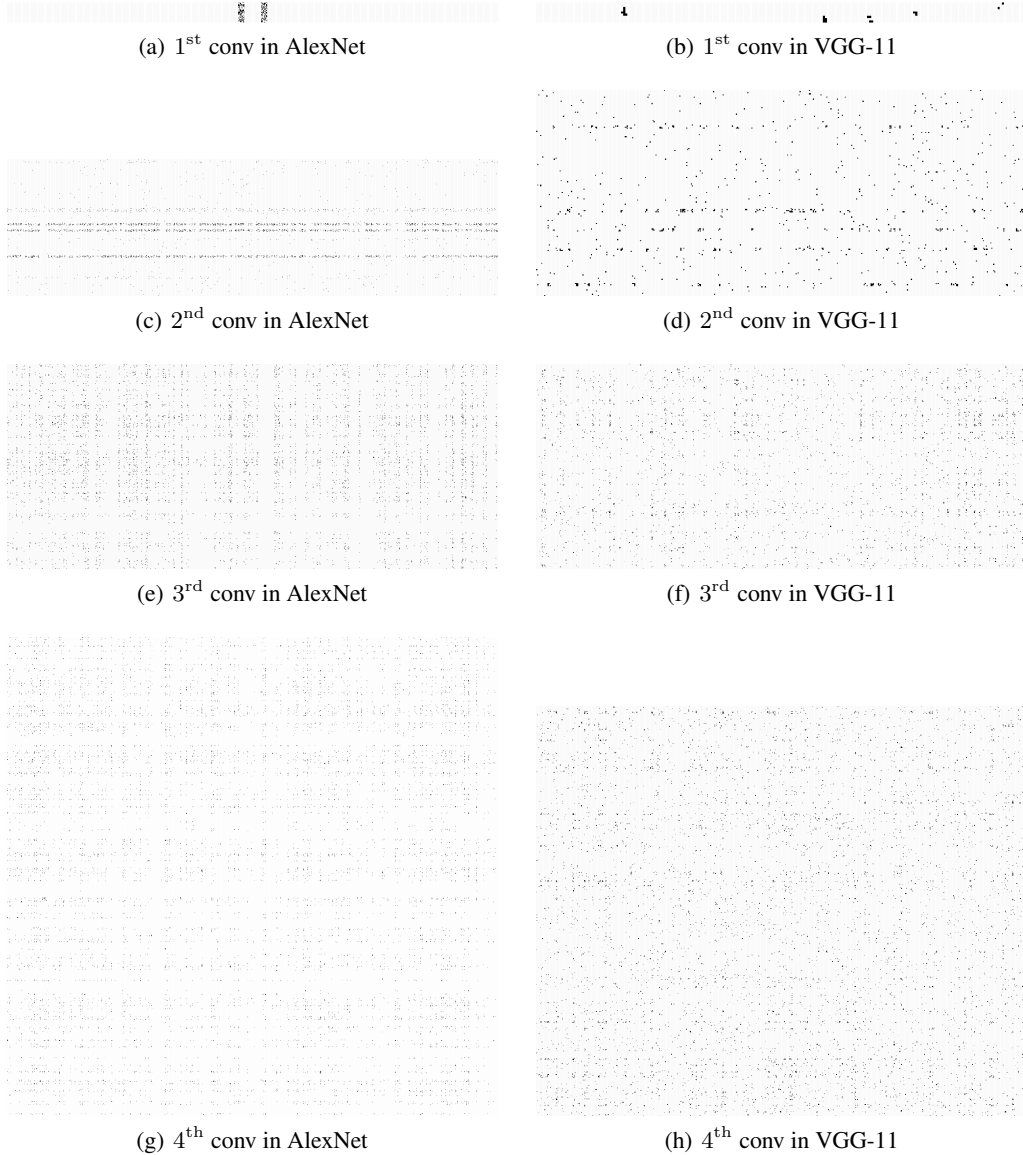 (a) 1st conv in AlexNet
(b) 1st conv in VGG-11
(c) 2nd conv in AlexNet
(d) 2nd conv in VGG-11
(e) 3rd conv in AlexNet
(f) 3rd conv in VGG-11
(g) 4th conv in AlexNet
(h) 4th conv in VGG-11